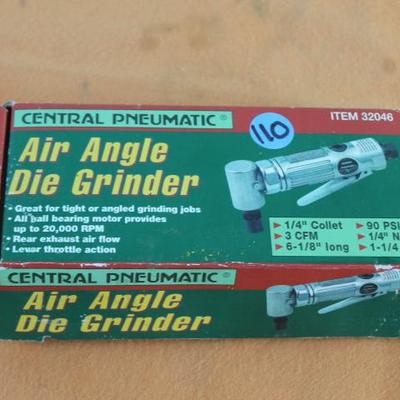 CENTRAL PNEUMATIC®
110
ITEM 32046
Air Angle
Die Grinder
• Great for tight or angled grinding jobs
• All ball bearing motor provides
up to 20,000 RPM
• Rear exhaust air flow
• Lever throttle action
1/4" Collet
3 CFM
6-1/8" long
90 PSI
1/4" N
1-1/4
CENTRAL PNEUMATIC®
Air Angle
Die Grinder